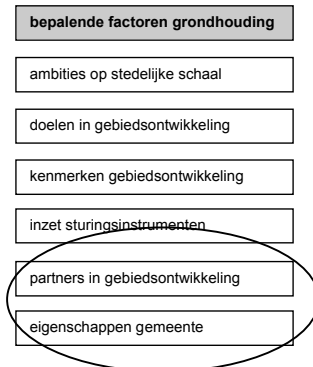 bepalende factoren grondhouding
ambities op stedelijke schaal
doelen in gebiedsontwikkeling
kenmerken gebiedsontwikkeling
inzet sturingsinstrumenten
partners in gebiedsontwikkeling
eigenschappen gemeente